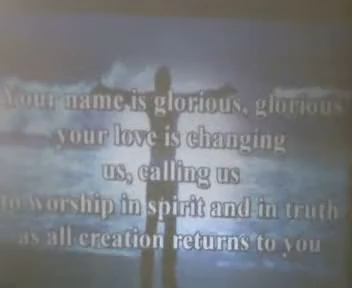 Your name is glorious, glorious
your love is changing
us, calling us
to worship in spirit and in truth
as all creation returns to you